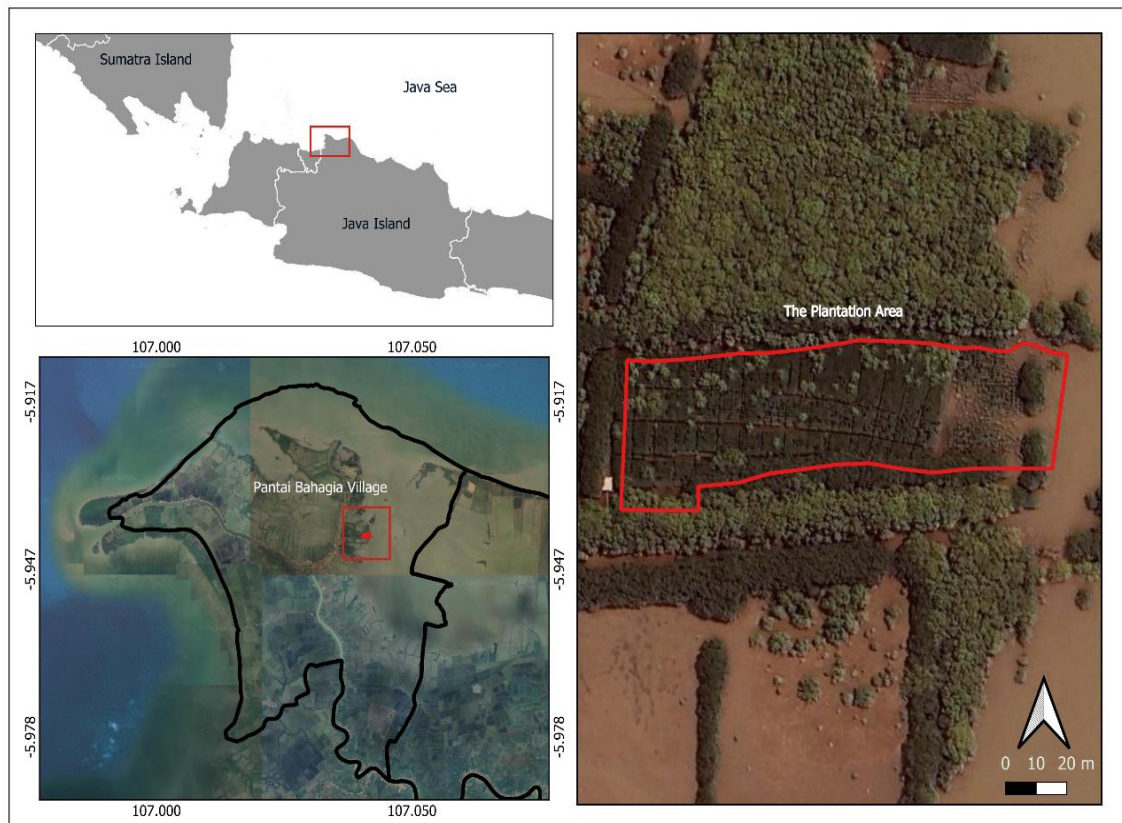 Sumatra Island
Java Sea
Java Island
107.000
107.050
-5.917
-5.917
Pantai Bahagia Village
-5.947
-5.947
-5.978
-5.978
107.000
107.050
The Plantation Area
0 10 20 m